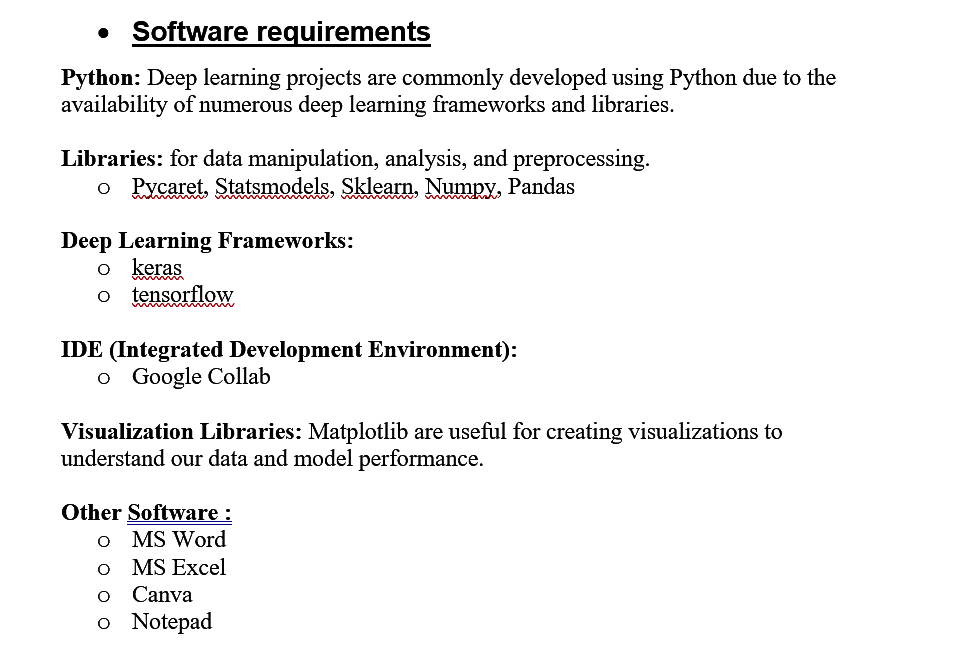 • Software requirements
Python: Deep learning projects are commonly developed using Python due to the
availability of numerous deep learning frameworks and libraries.
Libraries: for data manipulation, analysis, and preprocessing.
o Pycaret, Statsmodels, Sklearn, Numpy, Pandas
Deep Learning Frameworks:
o keras
o tensorflow
IDE (Integrated Development Environment):
o Google Collab
Visualization Libraries: Matplotlib are useful for creating visualizations to
understand our data and model performance.
Other Software :
o MS Word
o MS Excel
o Canva
o Notepad